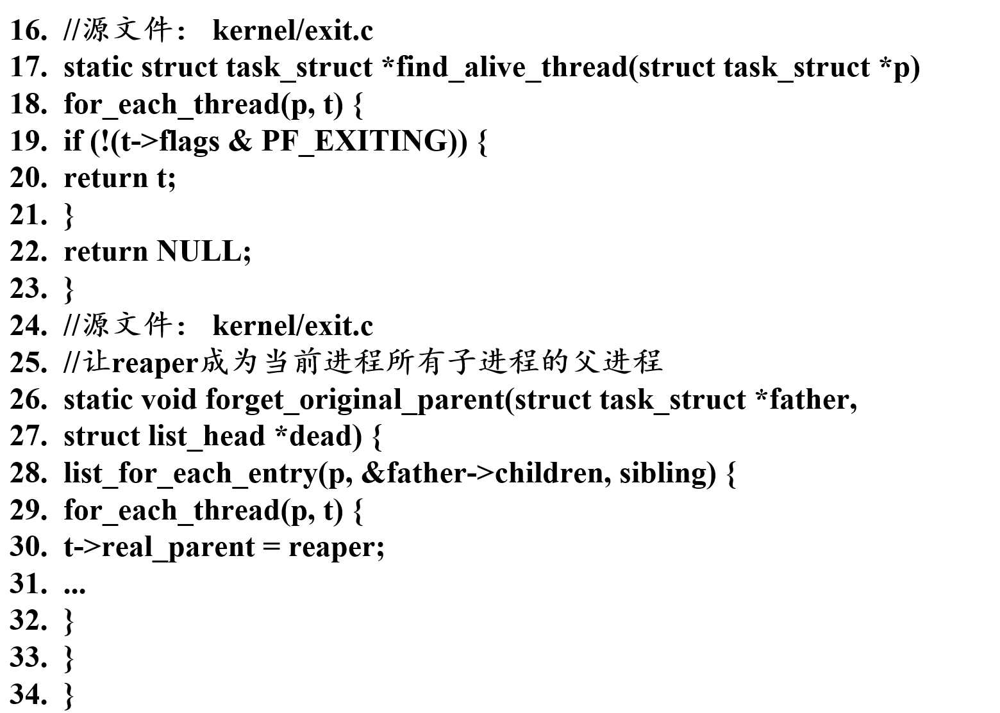 16. //源文件： kernel/exit.c
17. static struct task_struct *find_alive_thread(struct task_struct *p)
18. for_each_thread(p, t) {
19. if (!(t->flags & PF_EXITING)) {
20. return t;
21. }
22. return NULL;
23. }
24. //源文件： kernel/exit.c
25. //让reaper成为当前进程所有子进程的父进程
26. static void forget_original_parent(struct task_struct *father,
27. struct list_head *dead) {
28. list_for_each_entry(p, &father->children, sibling) {
29. for_each_thread(p, t) {
30. t->real_parent = reaper;
31. ...
32. }
33. }
34. }